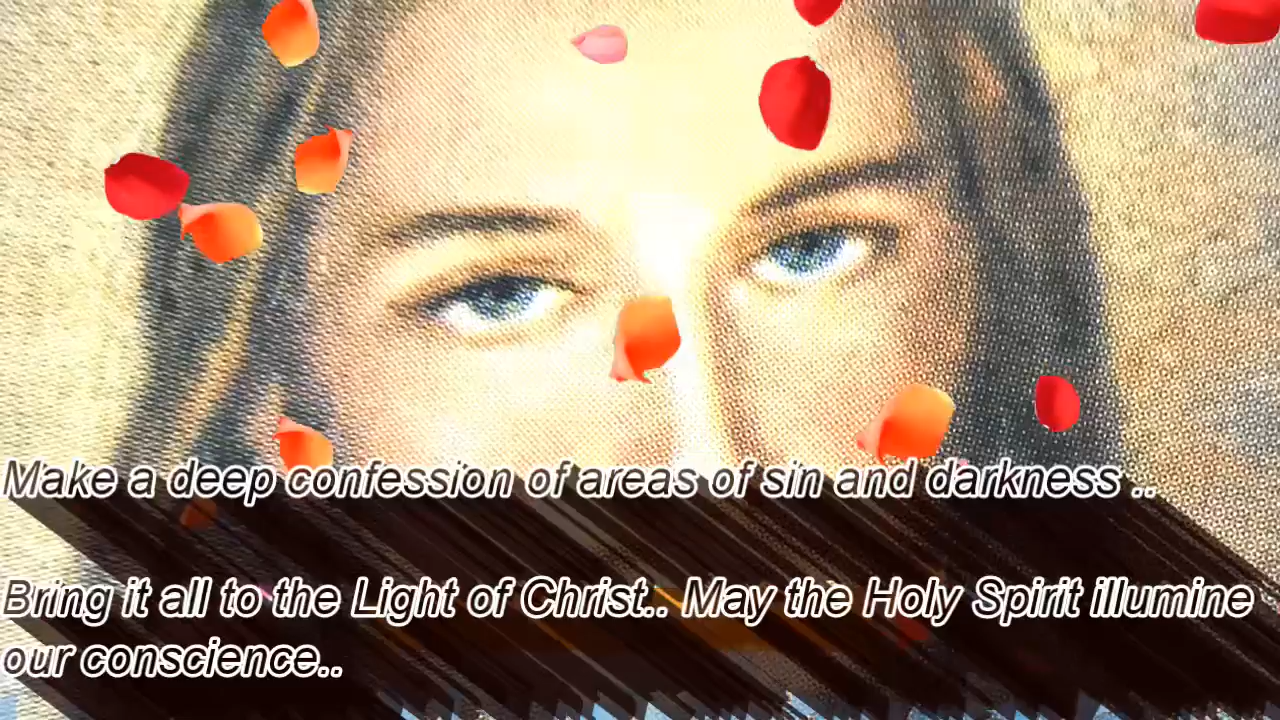 Make a deep confession of areas of sin and darkness ..
Bring it all to the Light of Christ.. May the Holy Spirit illumine
our conscience..